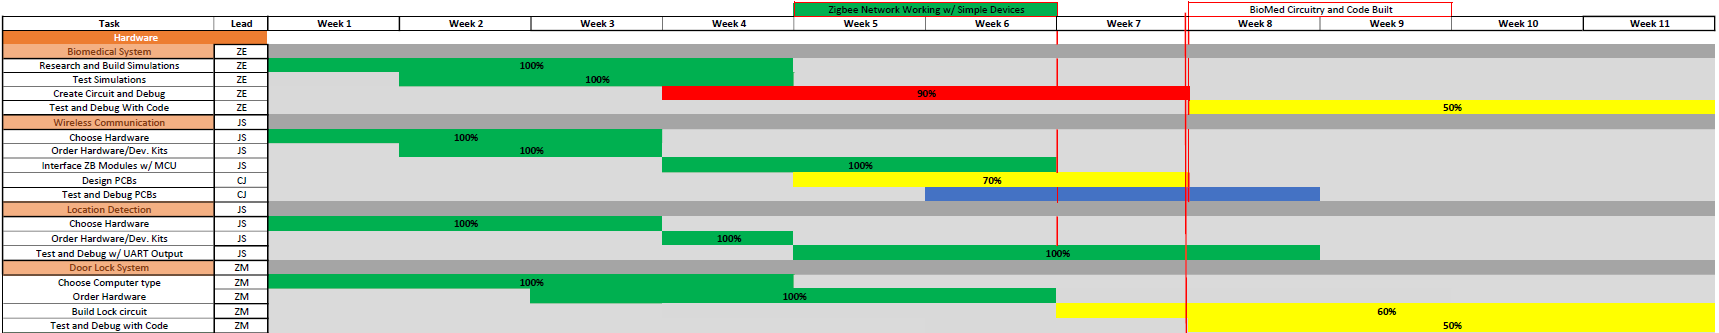 Zigbee Network Working w/ Simple Devices BioMed Circuitry and Code Built
Task Lead Week 1 Week 2 Week 3 Week 4 Week 5 Week 6 Week 7 Week 8 Week 9 Week 10 Week 11
Hardware
Biomedical System ZE
Research and Build Simulations ZE 100%
Test Simulations ZE 100%
Create Circuit and Debug ZE 90%
Test and Debug With Code ZE 50%
Wireless Communication JS
Choose Hardware JS 100%
Order Hardware/Dev. Kits JS 100%
Interface ZB Modules w/ MCU JS 100%
Design PCBs CJ 70%
Test and Debug PCBs CJ
Location Detection JS
Choose Hardware JS 100%
Order Hardware/Dev. Kits JS 100%
Test and Debug w/ UART Output JS 100%
Door Lock System ZM
Choose Computer type ZM 100%
Order Hardware ZM 100%
Build Lock circuit ZM 60%
Test and Debug with Code ZM 50%